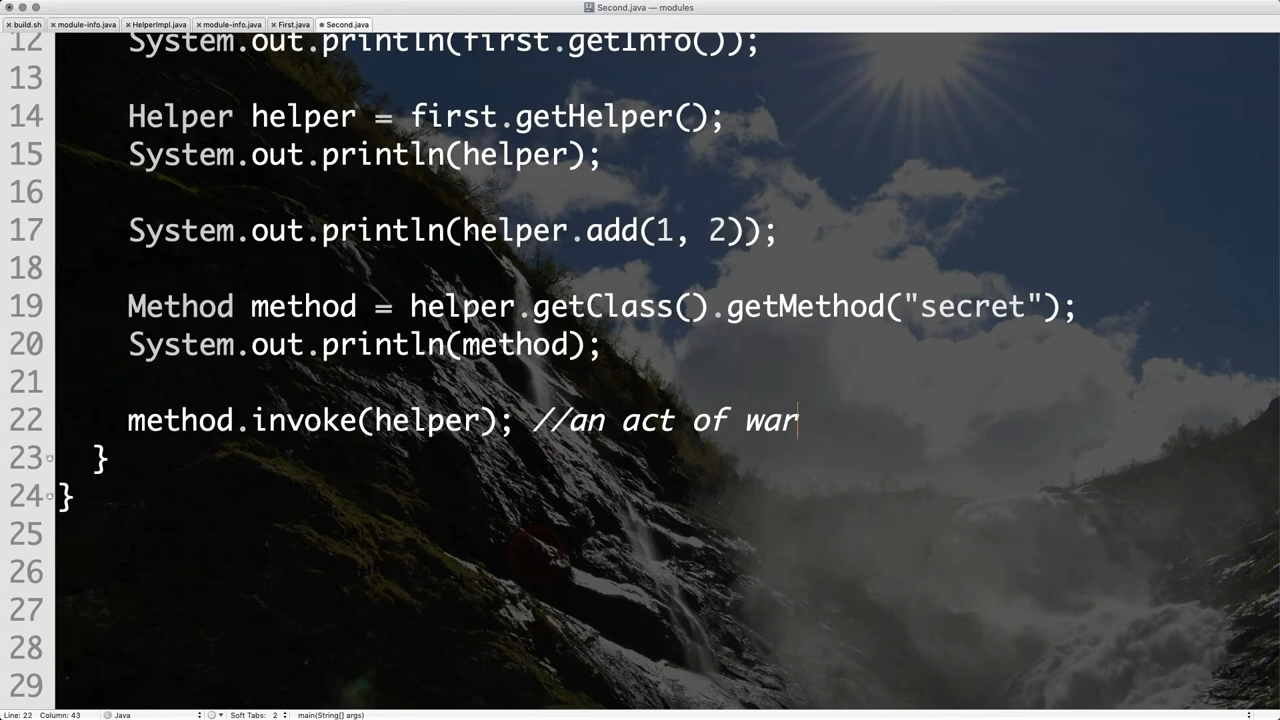 Second.java — modules
build.sh module-info.java HelperImpl.java module-info.java First.java Second.java
12 System.out.println(first.getInfo());
13
14 Helper helper = first.getHelper();
15 System.out.println(helper);
16
17 System.out.println(helper.add(1, 2));
18
19 Method method = helper.getClass().getMethod("secret");
20 System.out.println(method);
21
22 method.invoke(helper); //an act of war
23 }
24 }
25
26
27
28
29
Line: 22 Column: 43 Java Soft Tabs: 2 main(String[] args)